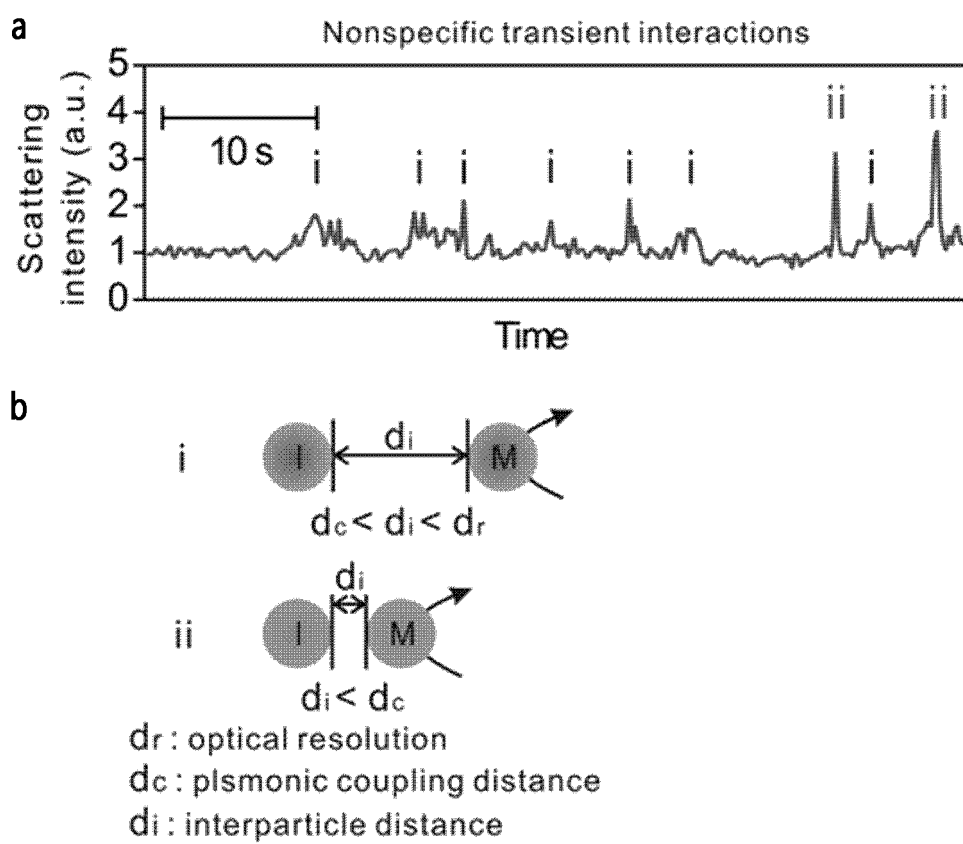 a
Nonspecific transient interactions
Scattering
intensity (a.u.)
5
4
3
2
1
0
10 s
i i i i i i ii i ii
Time
b
i
I di M
dc < di < dr
di
ii
I M
di < dc
dr : optical resolution
dc : plsmonic coupling distance
di : interparticle distance